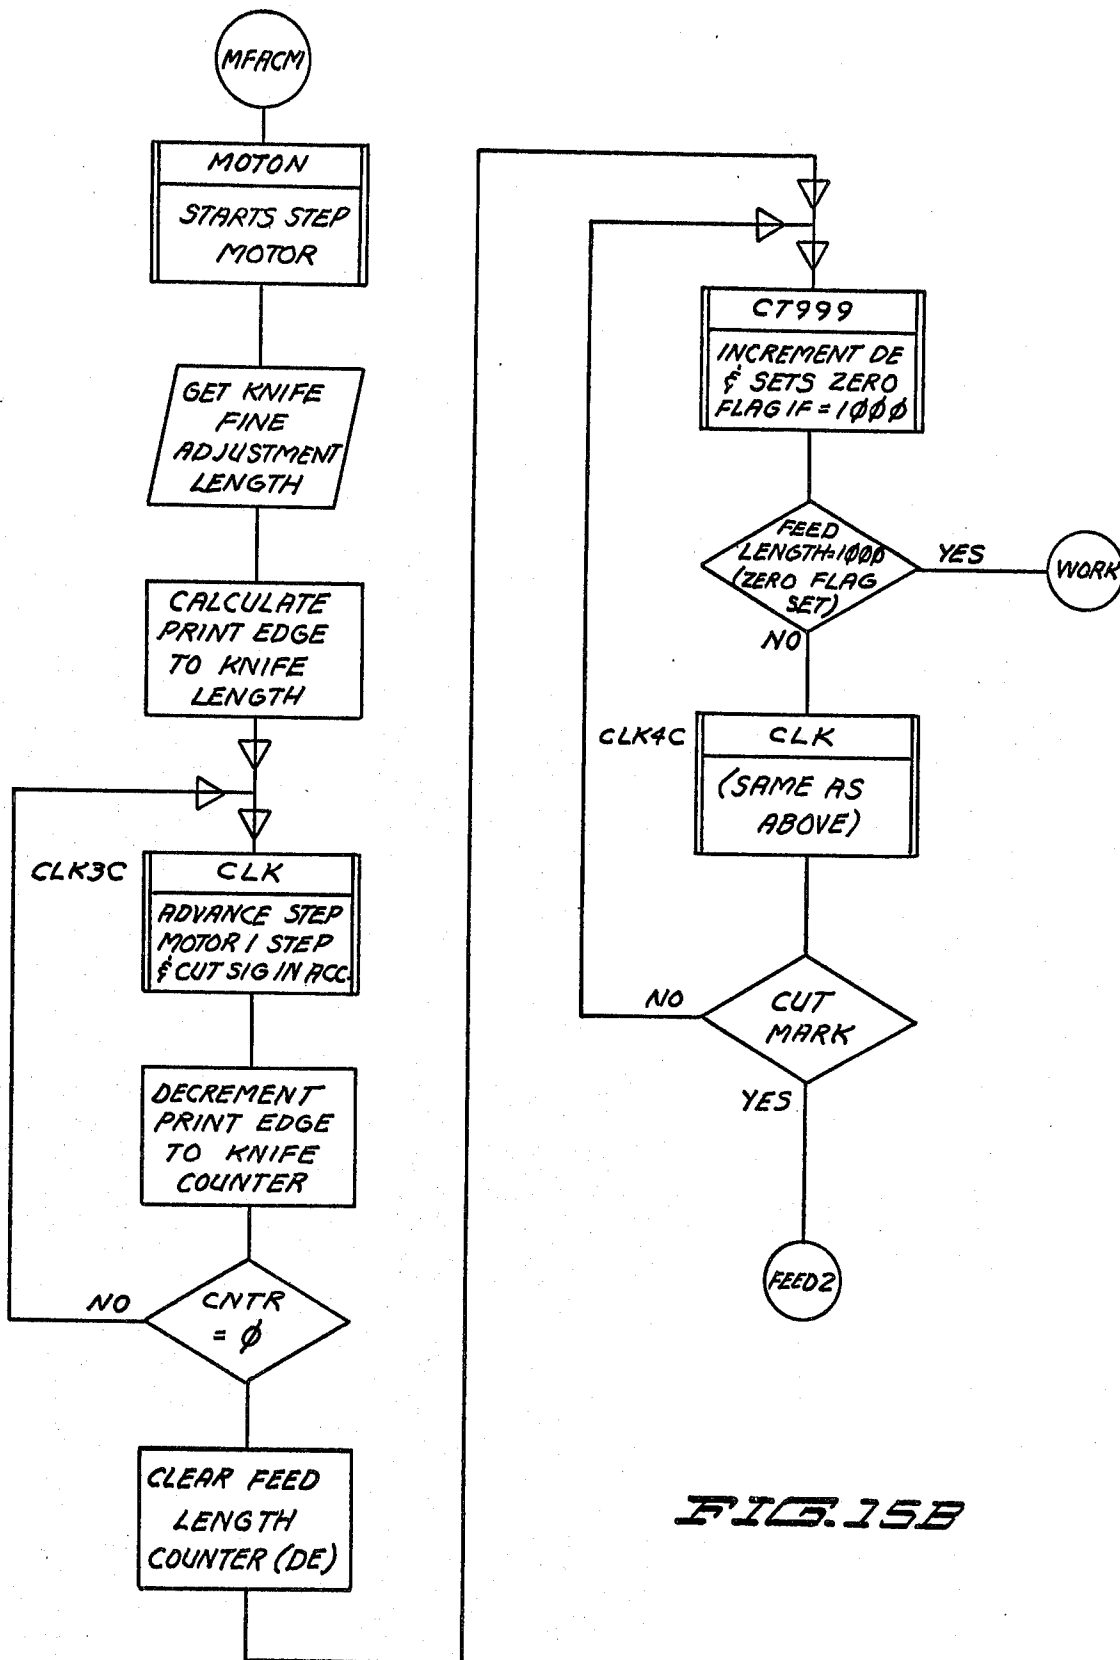 MFACM
MOTON
STARTS STEP
MOTOR
GET KNIFE
FINE
ADJUSTMENT
LENGTH
CALCULATE
PRINT EDGE
TO KNIFE
LENGTH
CLK3C
CLK
ADVANCE STEP
MOTOR 1 STEP
& CUT SIG IN ACC.
DECREMENT
PRINT EDGE
TO KNIFE
COUNTER
NO
CNTR
= 0
CLEAR FEED
LENGTH
COUNTER (DE)
CT999
INCREMENT DE
& SETS ZERO
FLAG IF = 1000
FEED
LENGTH=1000
(ZERO FLAG
SET)
YES
WORK
NO
CLK4C
CLK
(SAME AS
ABOVE)
NO
CUT
MARK
YES
FEED2
FIG. 15B